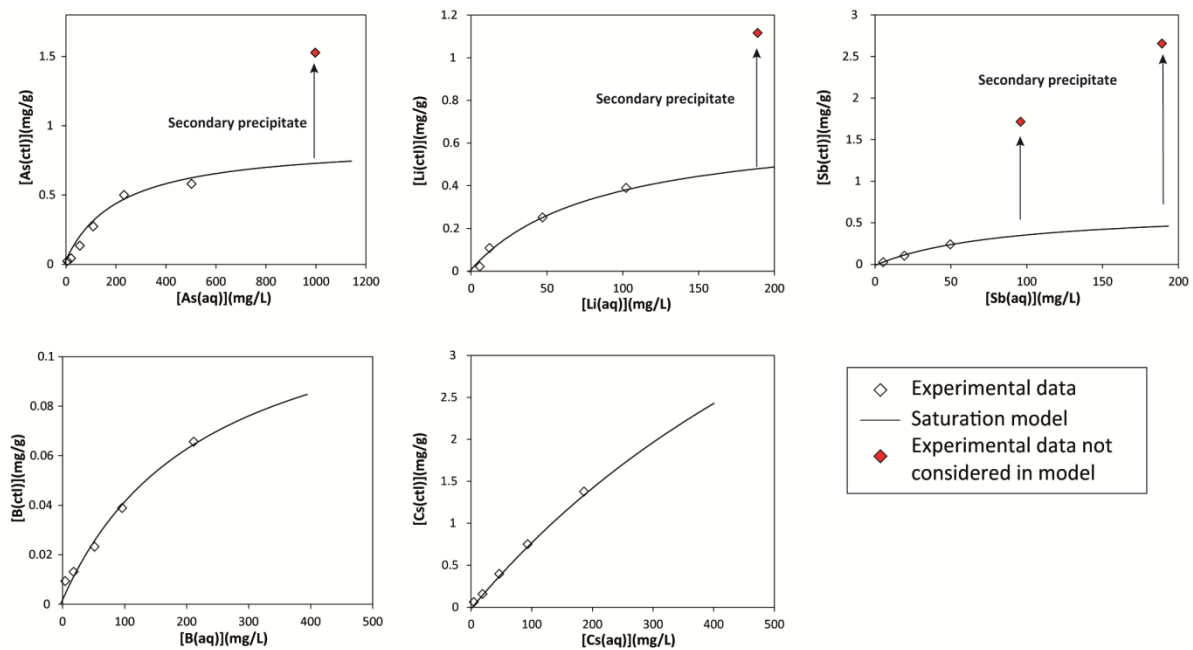 [As(ctl)](mg/g)
1.5
1
0.5
0
Secondary precipitate
0 200 400 600 800 1000 1200
[As(aq)](mg/L)
[Li(ctl)](mg/g)
1.2
1
0.8
0.6
0.4
0.2
0
Secondary precipitate
0 50 100 150 200
[Li(aq)](mg/L)
[Sb(ctl)](mg/g)
3
2.5
2
1.5
1
0.5
0
Secondary precipitate
0 50 100 150 200
[Sb(aq)](mg/L)
[B(ctl)](mg/g)
0.1
0.08
0.06
0.04
0.02
0
0 100 200 300 400 500
[B(aq)](mg/L)
[Cs(ctl)](mg/g)
3
2.5
2
1.5
1
0.5
0
0 100 200 300 400 500
[Cs(aq)](mg/L)
Experimental data
Saturation model
Experimental data not
considered in model